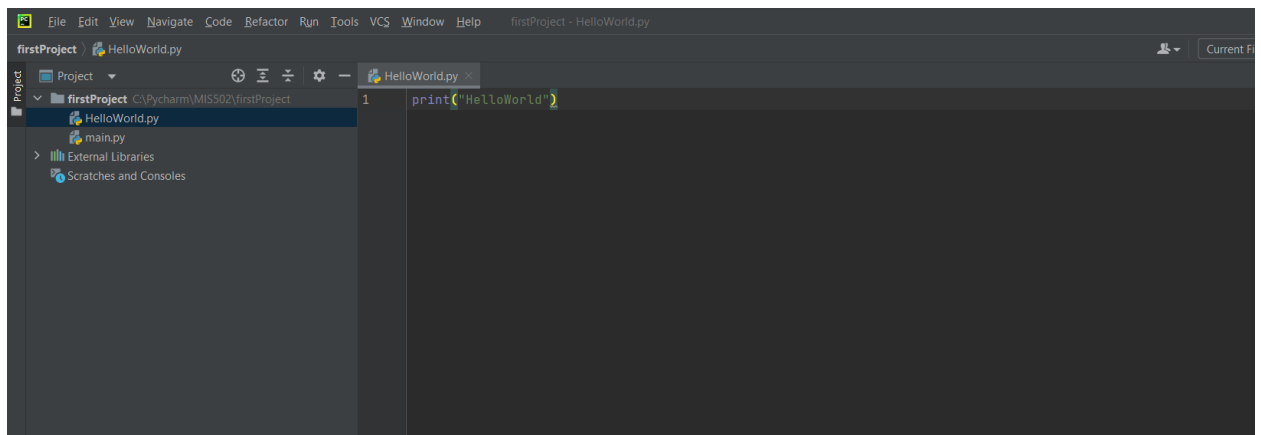 PC File Edit View Navigate Code Refactor Run Tools VCS Window Help firstProject - HelloWorld.py
firstProject HelloWorld.py Current Fi
Project
Project HelloWorld.py
firstProject C:\Pycharm\MIS502\firstProject
HelloWorld.py
main.py
External Libraries
Scratches and Consoles
1 print("HelloWorld")